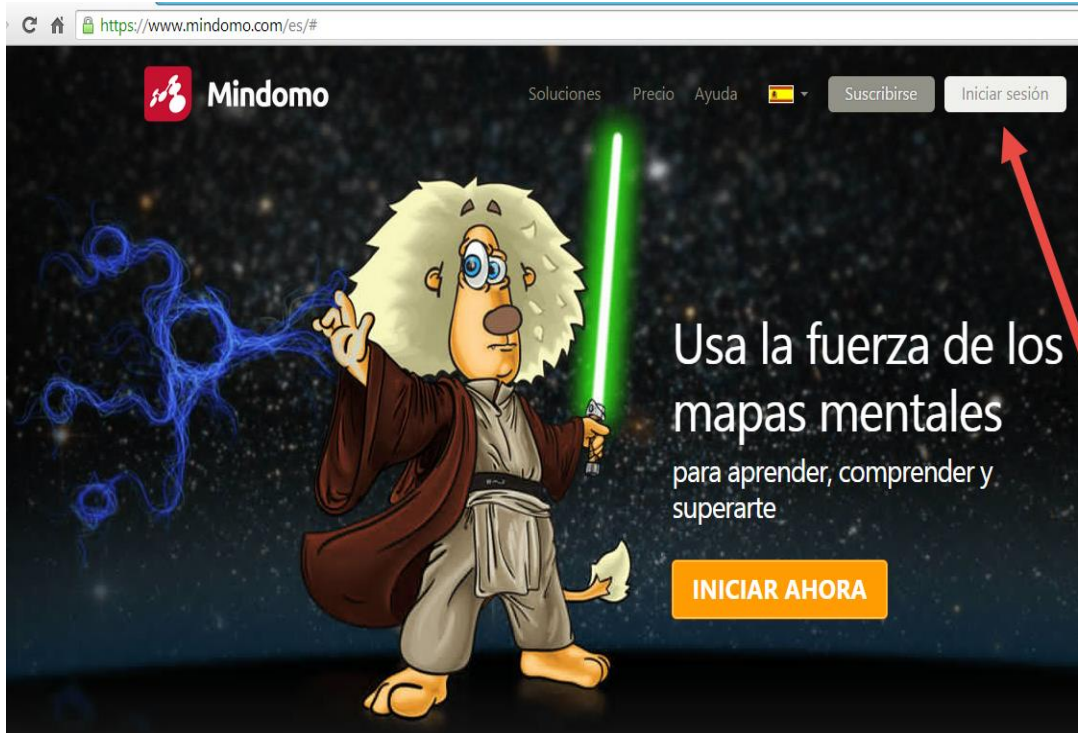 https://www.mindomo.com/es/#
Mindomo
Soluciones Precio Ayuda Suscribirse Iniciar sesión
Usa la fuerza de los
mapas mentales
para aprender, comprender y
superarte
INICIAR AHORA